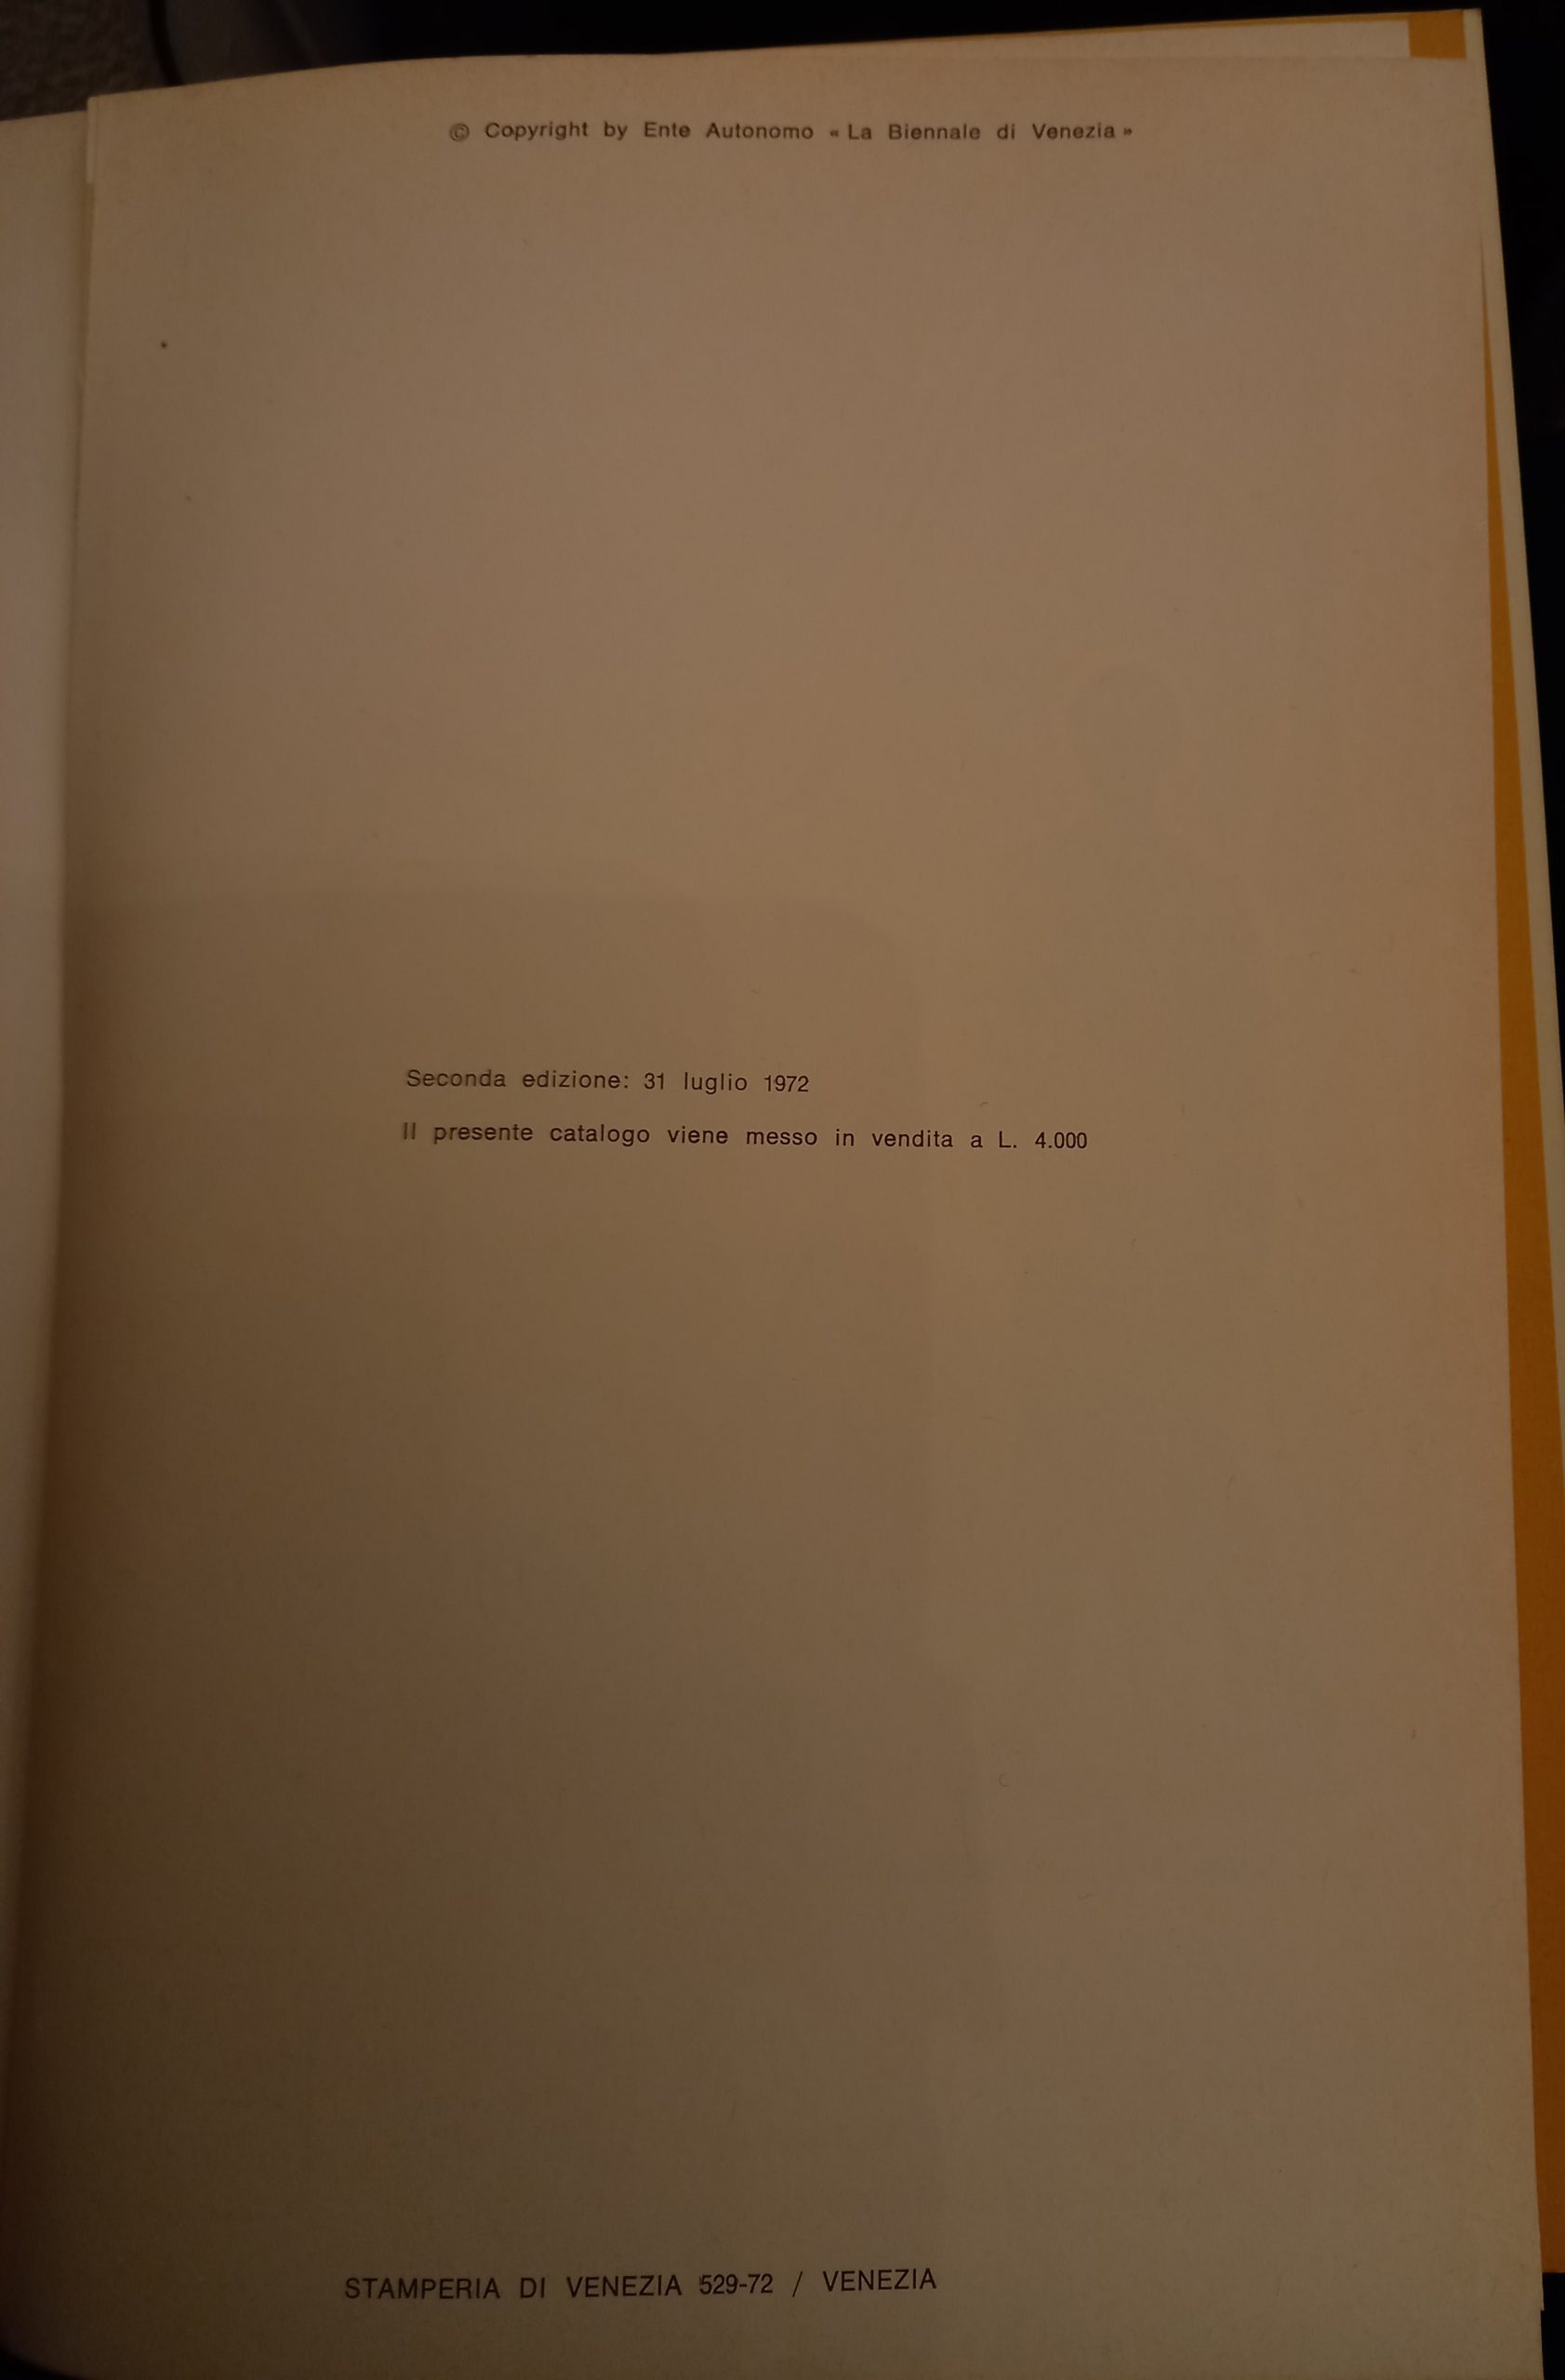 © Copyright by Ente Autonomo « La Biennale di Venezia »
Seconda edizione: 31 luglio 1972
Il presente catalogo viene messo in vendita a L. 4.000
STAMPERIA DI VENEZIA 529-72 / VENEZIA